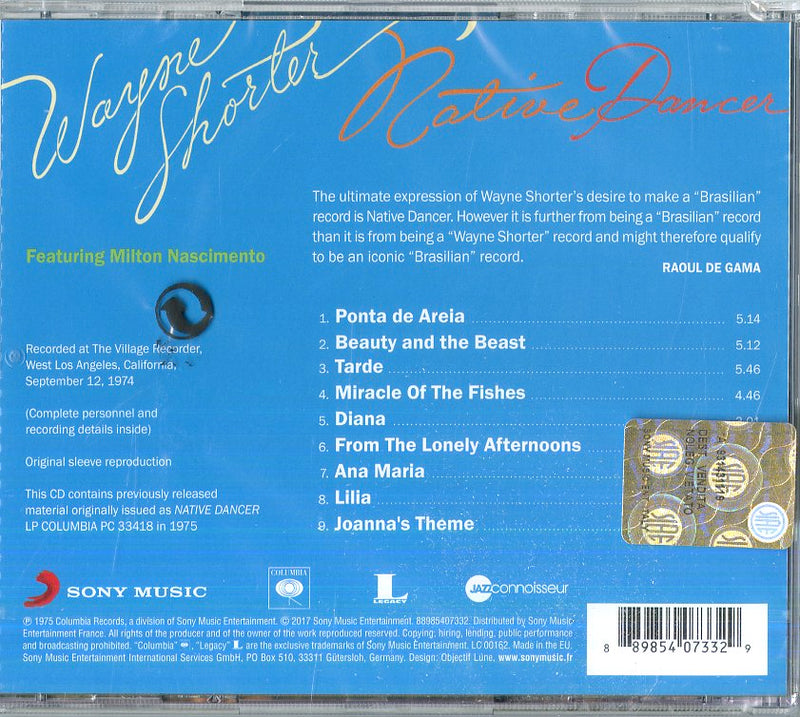 Wayne Shorter
Native Dancer
The ultimate expression of Wayne Shorter's desire to make a "Brasilian"
record is Native Dancer. However it is further from being a "Brasilian" record
than it is from being a "Wayne Shorter" record and might therefore qualify
to be an iconic "Brasilian" record.
RAOUL DE GAMA
Featuring Milton Nascimento
Recorded at The Village Recorder,
West Los Angeles, California,
September 12, 1974
(Complete personnel and
recording details inside)
Original sleeve reproduction
This CD contains previously released
material originally issued as NATIVE DANCER
LP COLUMBIA PC 33418 in 1975
1. Ponta de Areia 5.14
2. Beauty and the Beast 5.12
3. Tarde 5.46
4. Miracle Of The Fishes 4.46
5. Diana
6. From The Lonely Afternoons
7. Ana Maria
8. Lilia
9. Joanna's Theme
DEST. VENDITA
NOLEGGIO VIETATO
SIAE
SONY MUSIC
COLUMBIA
L
LEGACY
JAZZconnoisseur
℗ 1975 Columbia Records, a division of Sony Music Entertainment. © 2017 Sony Music Entertainment. 88985407332. Distributed by Sony Music
Entertainment France. All rights of the producer and of the owner of the work reproduced reserved. Copying, hiring, lending, public performance
and broadcasting prohibited. "Columbia" , "Legacy" L are the exclusive trademarks of Sony Music Entertainment. LC 00162. Made in the EU.
Sony Music Entertainment International Services GmbH, PO Box 510, 33311 Gütersloh, Germany. Design: Objectif Lune. www.sonymusic.fr
8 89854 07332 9